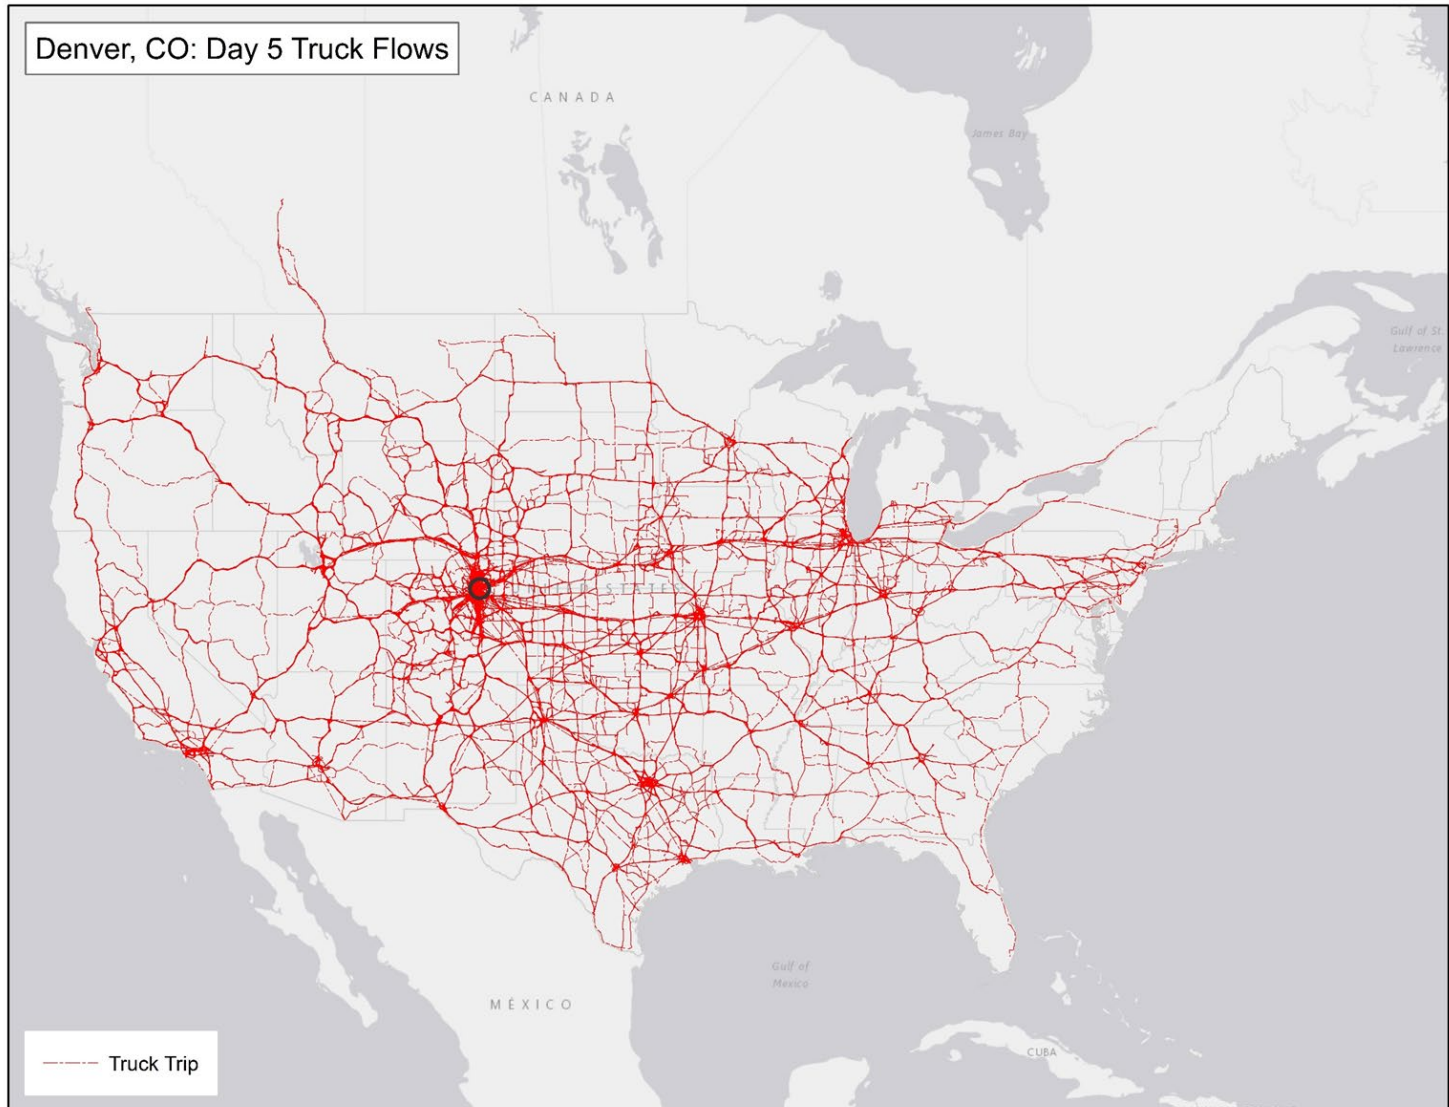 Denver, CO: Day 5 Truck Flows
CANADA
James Bay
Gulf of St.
Lawrence
UNITED STATES
Gulf of
Mexico
MÉXICO
CUBA
Truck Trip